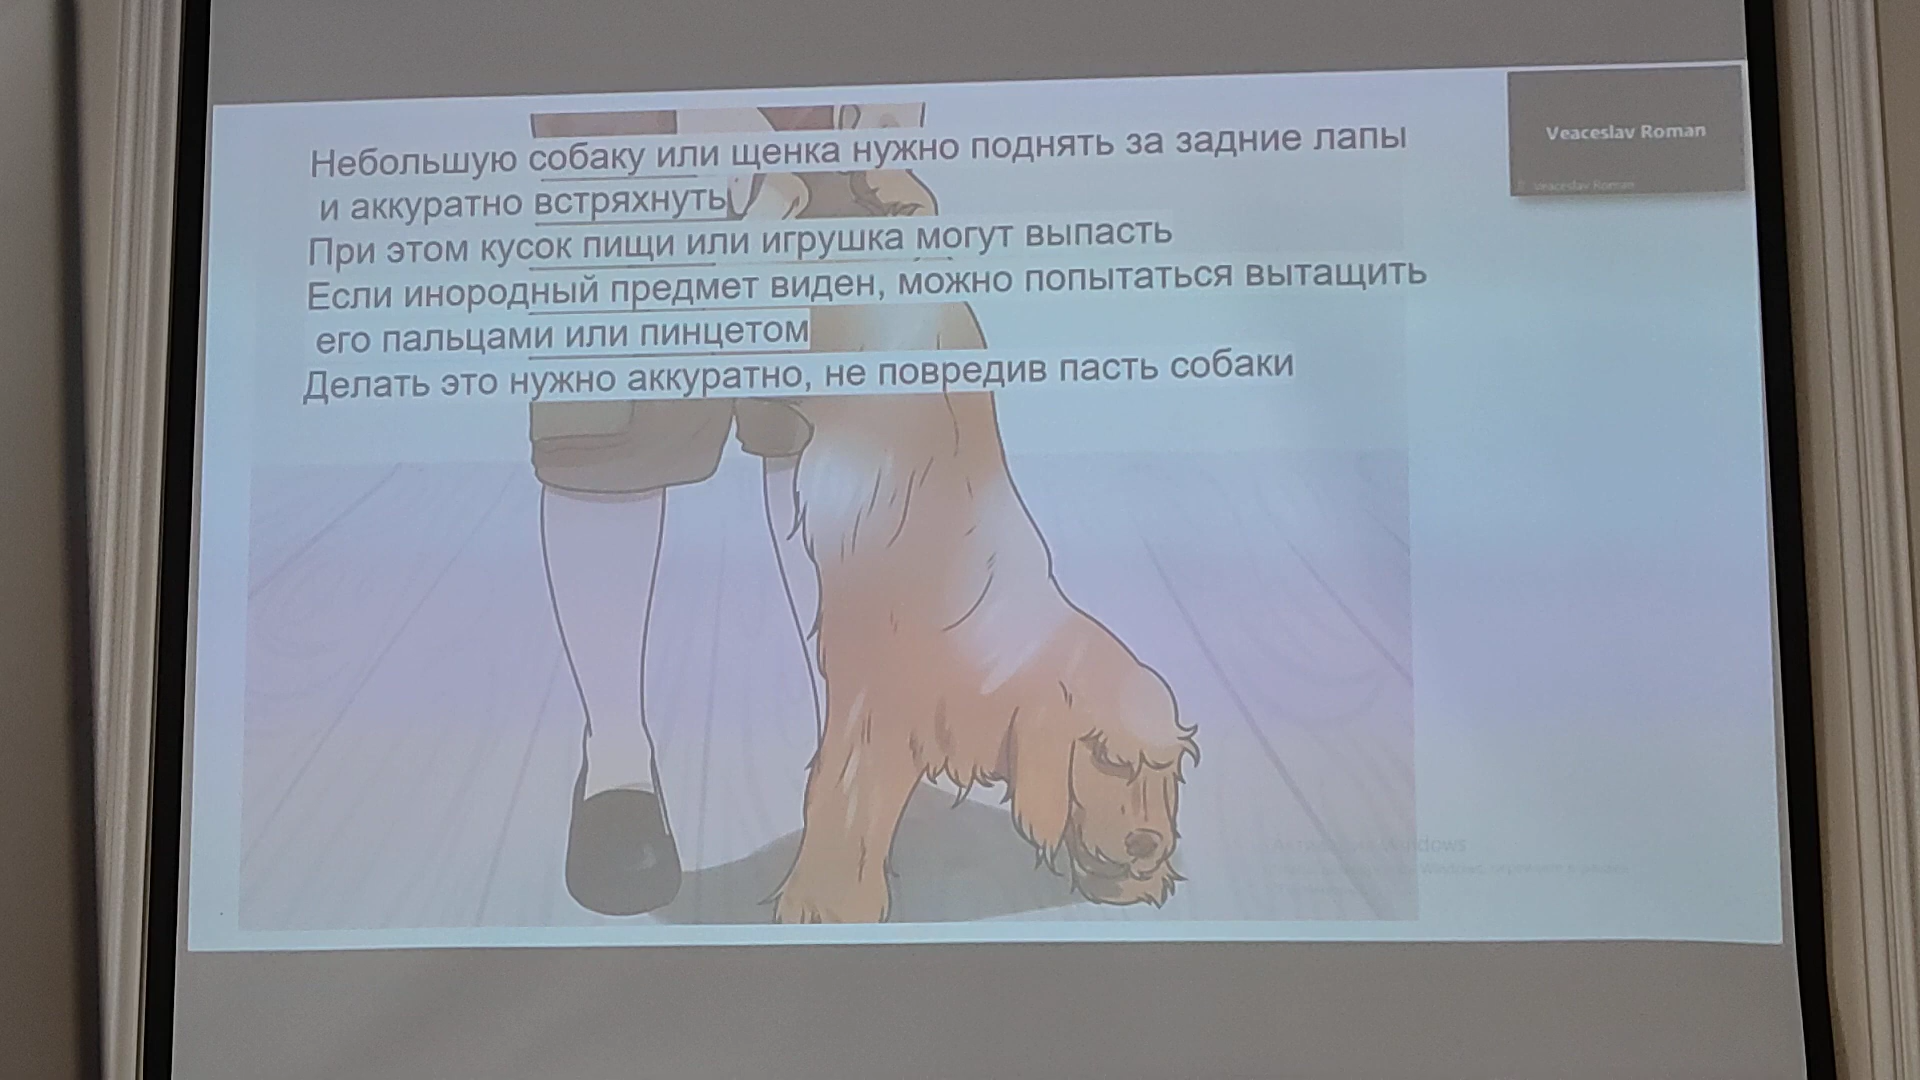 Небольшую собаку или щенка нужно поднять за задние лапы
и аккуратно встряхнуть
При этом кусок пищи или игрушка могут выпасть
Если инородный предмет виден, можно попытаться вытащить
его пальцами или пинцетом
Делать это нужно аккуратно, не повредив пасть собаки
Veaceslav Roman
Veaceslav Roman